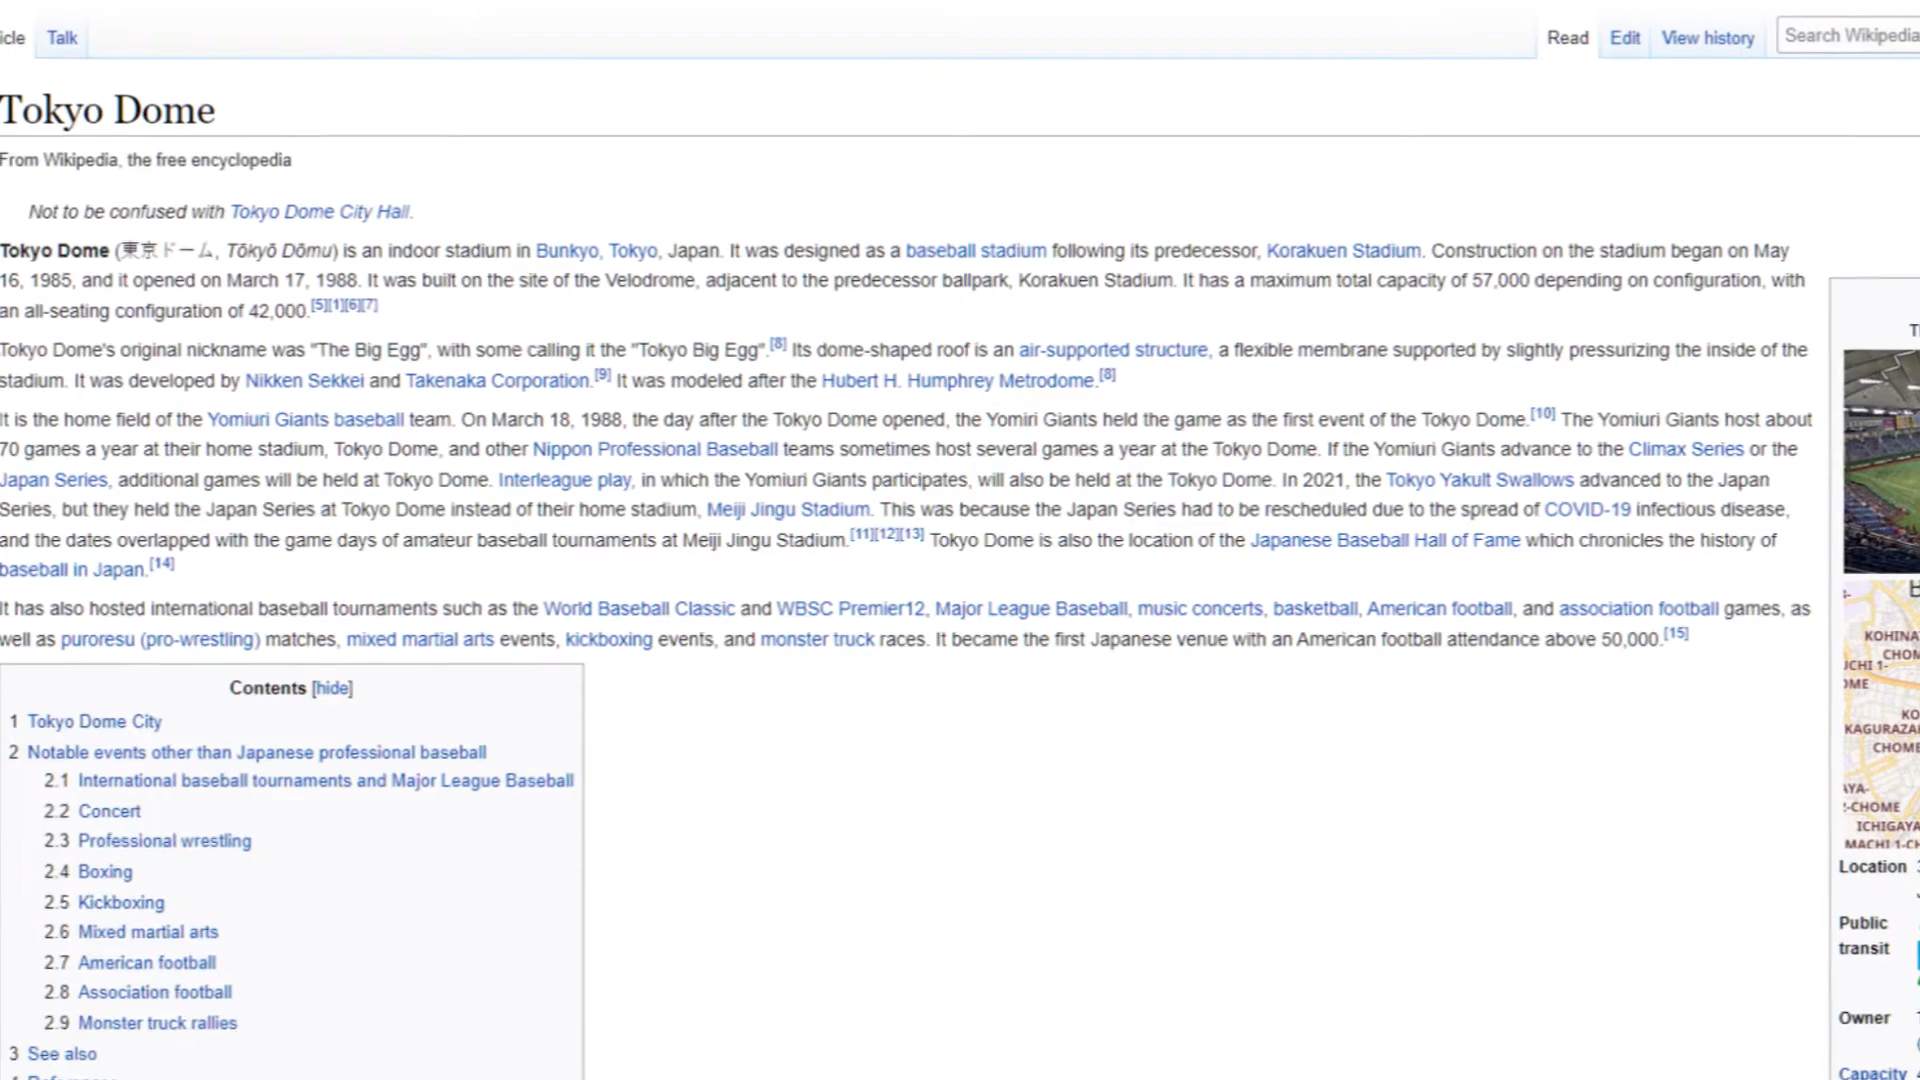 icle Talk Read Edit View history Search Wikipedia
Tokyo Dome
From Wikipedia, the free encyclopedia
Not to be confused with Tokyo Dome City Hall.
Tokyo Dome (東京ドーム, Tōkyō Dōmu) is an indoor stadium in Bunkyo, Tokyo, Japan. It was designed as a baseball stadium following its predecessor, Korakuen Stadium. Construction on the stadium began on May
16, 1985, and it opened on March 17, 1988. It was built on the site of the Velodrome, adjacent to the predecessor ballpark, Korakuen Stadium. It has a maximum total capacity of 57,000 depending on configuration, with
an all-seating configuration of 42,000.[5][1][6][7]
Tokyo Dome's original nickname was "The Big Egg", with some calling it the "Tokyo Big Egg".[8] Its dome-shaped roof is an air-supported structure, a flexible membrane supported by slightly pressurizing the inside of the
stadium. It was developed by Nikken Sekkei and Takenaka Corporation.[9] It was modeled after the Hubert H. Humphrey Metrodome.[8]
It is the home field of the Yomiuri Giants baseball team. On March 18, 1988, the day after the Tokyo Dome opened, the Yomiri Giants held the game as the first event of the Tokyo Dome.[10] The Yomiuri Giants host about
70 games a year at their home stadium, Tokyo Dome, and other Nippon Professional Baseball teams sometimes host several games a year at the Tokyo Dome. If the Yomiuri Giants advance to the Climax Series or the
Japan Series, additional games will be held at Tokyo Dome. Interleague play, in which the Yomiuri Giants participates, will also be held at the Tokyo Dome. In 2021, the Tokyo Yakult Swallows advanced to the Japan
Series, but they held the Japan Series at Tokyo Dome instead of their home stadium, Meiji Jingu Stadium. This was because the Japan Series had to be rescheduled due to the spread of COVID-19 infectious disease,
and the dates overlapped with the game days of amateur baseball tournaments at Meiji Jingu Stadium.[11][12][13] Tokyo Dome is also the location of the Japanese Baseball Hall of Fame which chronicles the history of
baseball in Japan.[14]
It has also hosted international baseball tournaments such as the World Baseball Classic and WBSC Premier12, Major League Baseball, music concerts, basketball, American football, and association football games, as
well as puroresu (pro-wrestling) matches, mixed martial arts events, kickboxing events, and monster truck races. It became the first Japanese venue with an American football attendance above 50,000.[15]
Contents [hide]
1 Tokyo Dome City
2 Notable events other than Japanese professional baseball
2.1 International baseball tournaments and Major League Baseball
2.2 Concert
2.3 Professional wrestling
2.4 Boxing
2.5 Kickboxing
2.6 Mixed martial arts
2.7 American football
2.8 Association football
2.9 Monster truck rallies
3 See also
KOHINA
CHOM
UCHI 1-
OME
KO
KAGURAZA
CHOME
AYA-
-CHOME
ICHIGAYA
MACHI 1-CH
Location
Public
transit
Owner
Capacity